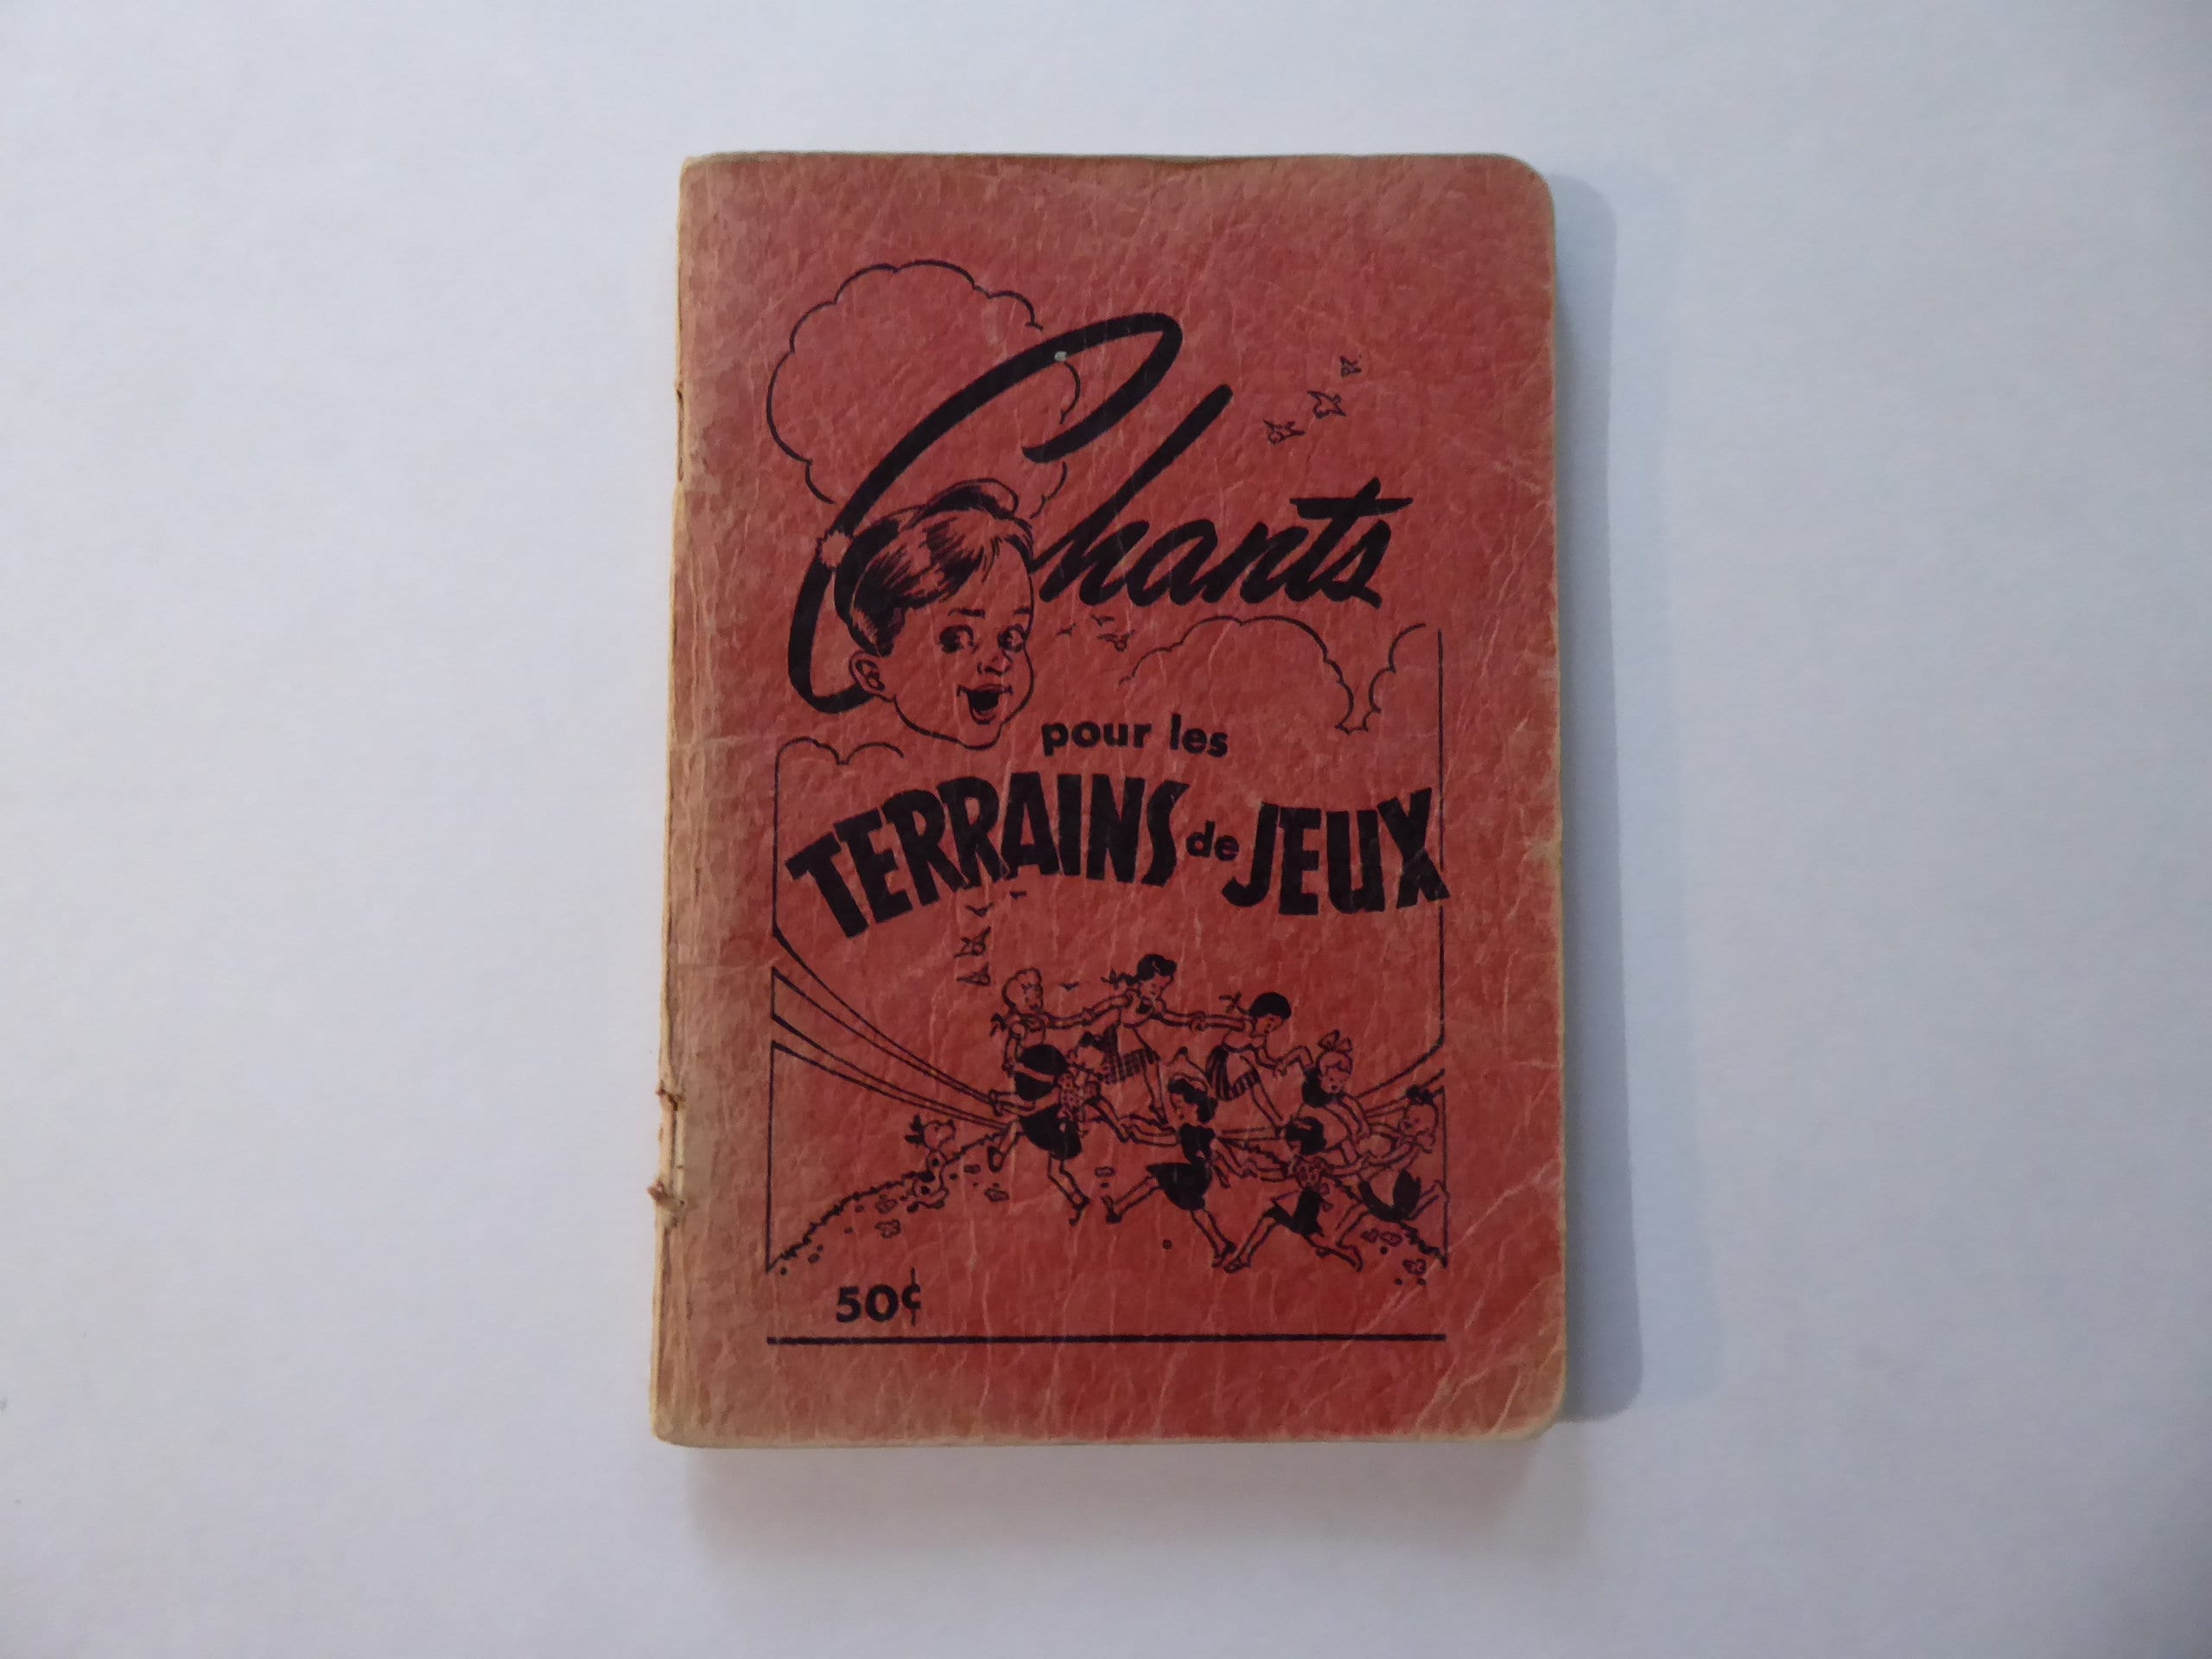 Chants
pour les
TERRAINS de JEUX
50¢